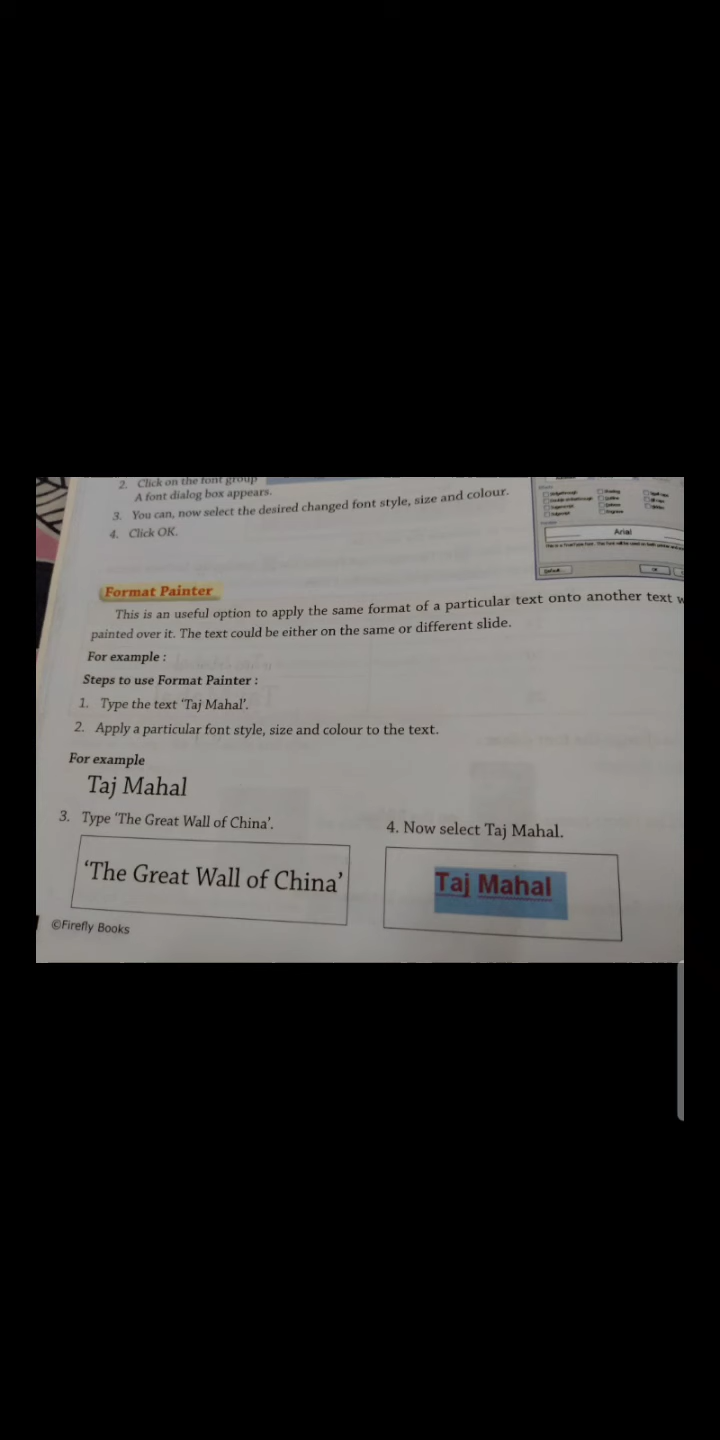 2. Click on the font group
A font dialog box appears.
3. You can, now select the desired changed font style, size and colour.
4. Click OK.
Arial
Format Painter
This is an useful option to apply the same format of a particular text onto another text
painted over it. The text could be either on the same or different slide.
For example :
Steps to use Format Painter :
1. Type the text ‘Taj Mahal’.
2. Apply a particular font style, size and colour to the text.
For example
Taj Mahal
3. Type ‘The Great Wall of China’.
4. Now select Taj Mahal.
‘The Great Wall of China’
Taj Mahal
©Firefly Books